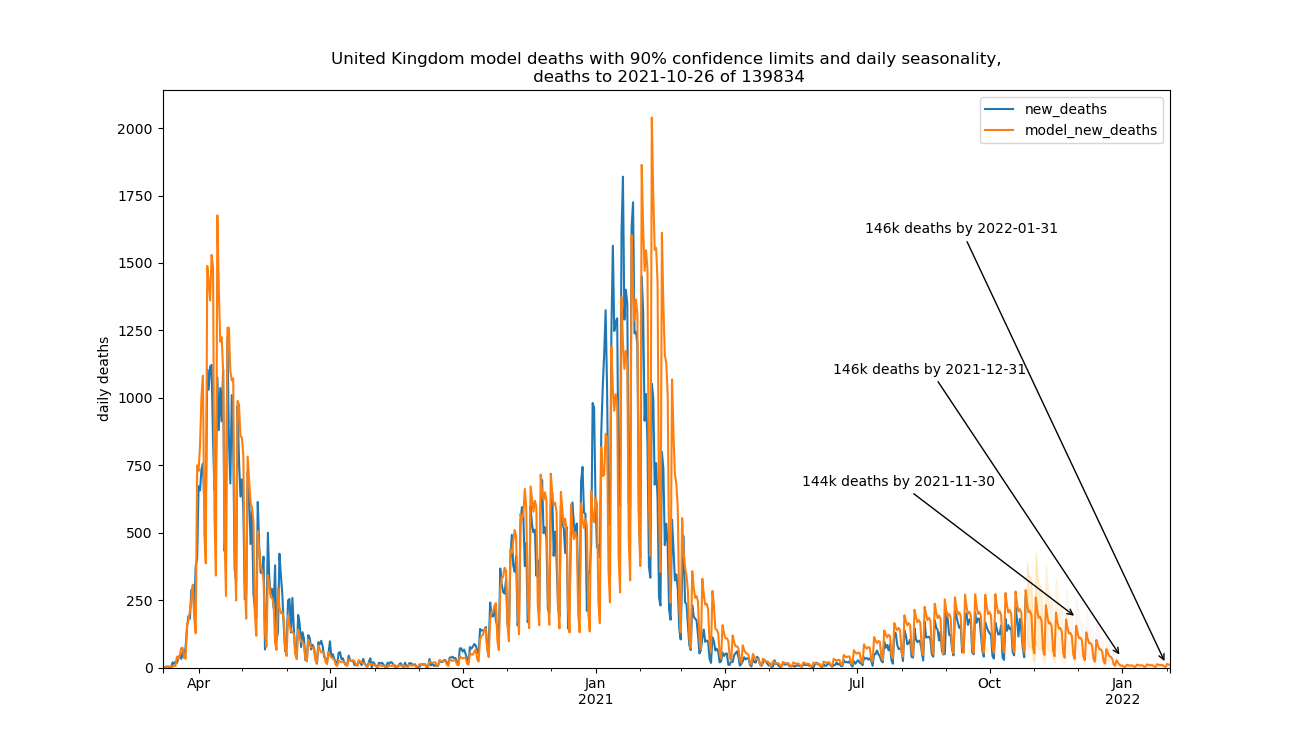 United Kingdom model deaths with 90% confidence limits and daily seasonality,
deaths to 2021-10-26 of 139834
new_deaths
model_new_deaths
2000
1750
1500
1250
1000
750
500
250
0
daily deaths
146k deaths by 2022-01-31
146k deaths by 2021-12-31
144k deaths by 2021-11-30
Apr Jul Oct Jan Apr Jul Oct Jan
2021 2022